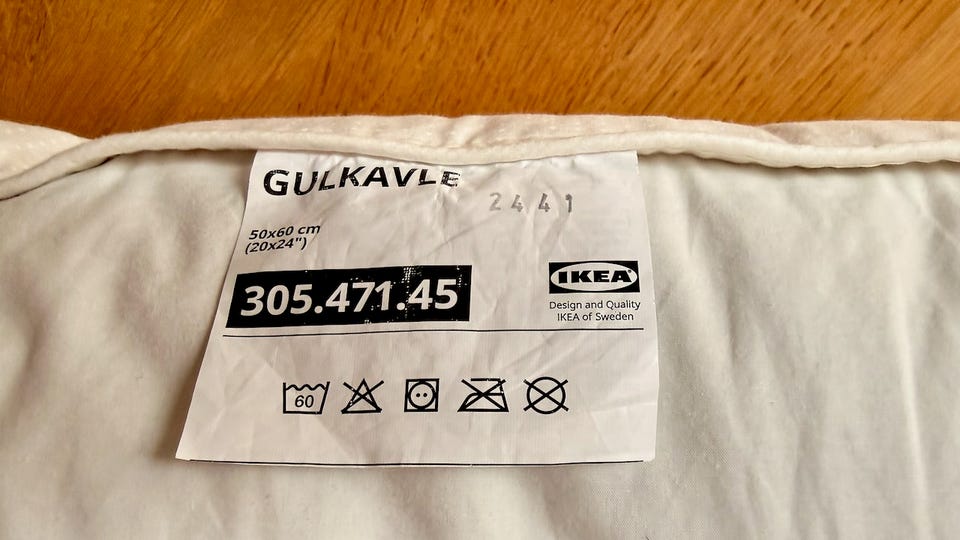 GULKAVLE
2441
50x60 cm
(20x24")
305.471.45
IKEA
Design and Quality
IKEA of Sweden
60